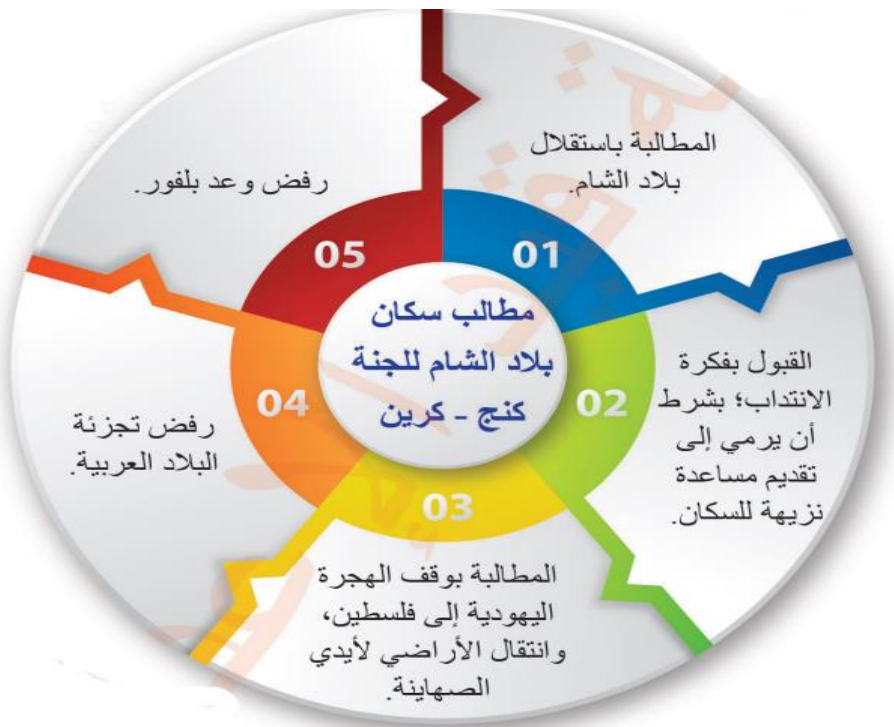 مطالب سكان
بلاد الشام للجنة
كنج - كرين
01
المطالبة باستقلال
بلاد الشام.
02
القبول بفكرة
الانتداب؛ بشرط
أن يرمي إلى
تقديم مساعدة
نزيهة للسكان.
03
المطالبة بوقف الهجرة
اليهودية إلى فلسطين،
وانتقال الأراضي لأيدي
الصهاينة.
04
رفض تجزئة
البلاد العربية.
05
رفض وعد بلفور.